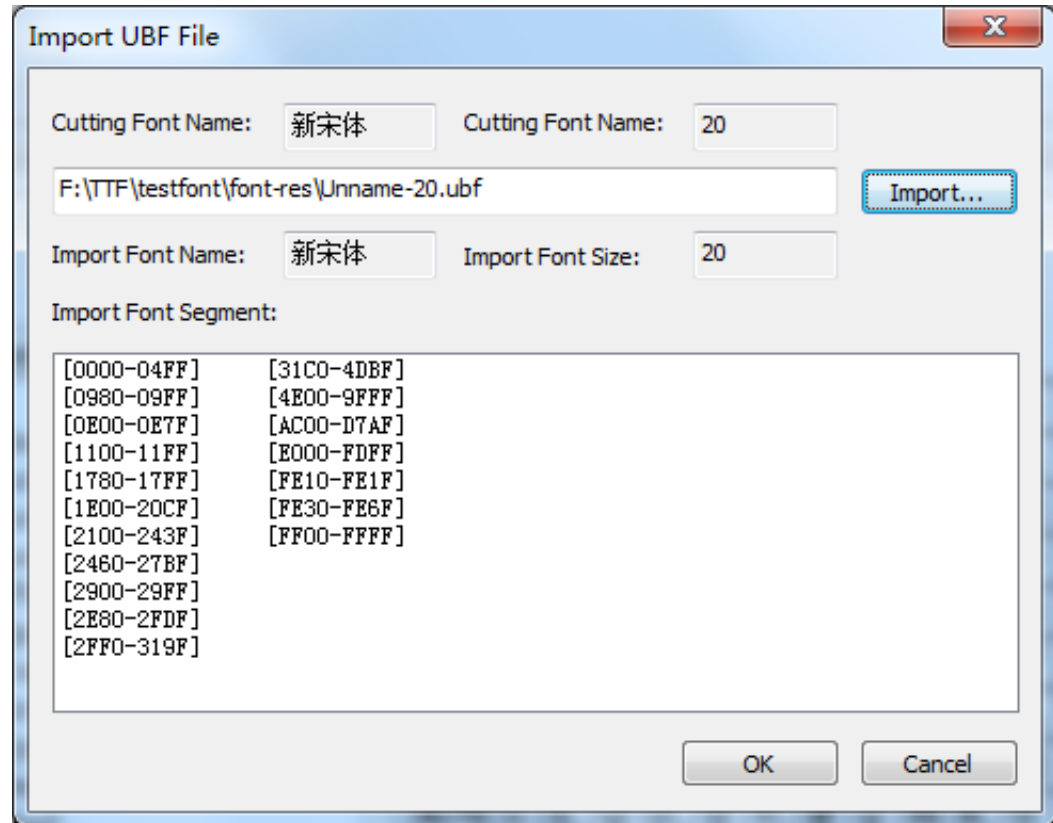 Import UBF File
Cutting Font Name: 新宋体 Cutting Font Name: 20
F:\TTF\testfont\font-res\Unname-20.ubf Import...
Import Font Name: 新宋体 Import Font Size: 20
Import Font Segment:
[0000-04FF] [31C0-4DBF]
[0980-09FF] [4E00-9FFF]
[0E00-0E7F] [AC00-D7AF]
[1100-11FF] [E000-FDFF]
[1780-17FF] [FE10-FE1F]
[1E00-20CF] [FE30-FE6F]
[2100-243F] [FF00-FFFF]
[2460-27BF]
[2900-29FF]
[2E80-2FDF]
[2FF0-319F]
OK Cancel